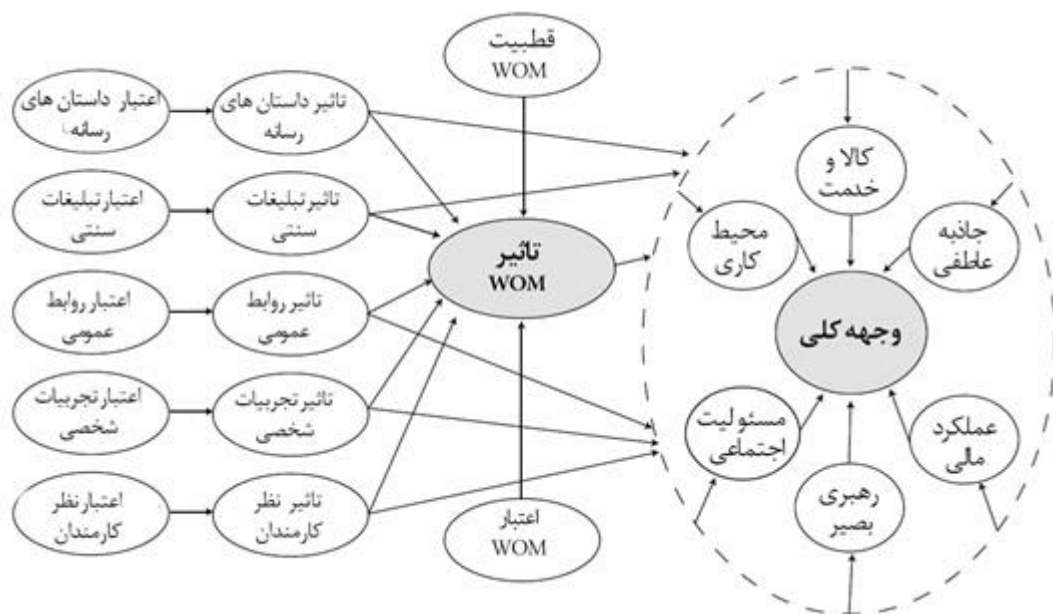 قطبیت
WOM
اعتبار داستان های
رسانه
تاثیر داستان های
رسانه
کالا و
خدمت
اعتبار تبلیغات
سنتی
تاثیر تبلیغات
سنتی
تاثیر
WOM
محیط
کاری
جاذبه
عاطفی
اعتبار روابط
عمومی
تاثیر روابط
عمومی
وجهه کلی
اعتبار تجربیات
شخصی
تاثیر تجربیات
شخصی
مسئولیت
اجتماعی
عملکرد
مالی
اعتبار نظر
کارمندان
تاثیر نظر
کارمندان
اعتبار
WOM
رهبری
بصیر